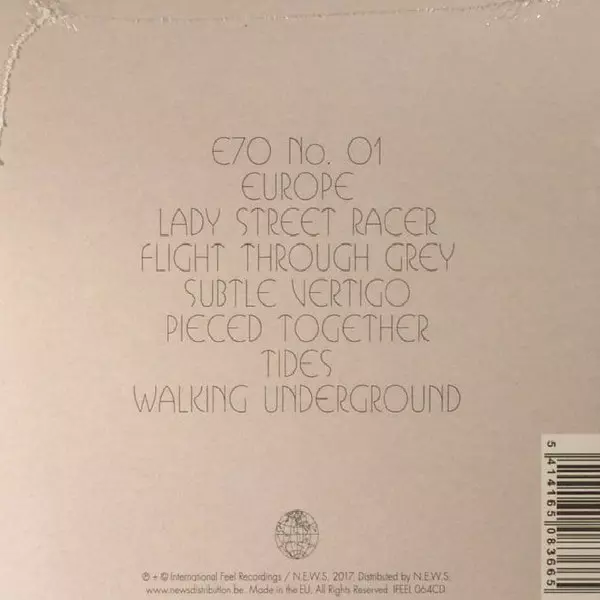 E70 No. 01
EUROPE
LADY STREET RACER
FLIGHT THROUGH GREY
SUBTLE VERTIGO
PIECED TOGETHER
TIDES
WALKING UNDERGROUND
5 414165 083665
℗ + © International Feel Recordings / N.E.W.S. 2017. Distributed by N.E.W.S.
www.newsdistribution.be. Made in the EU, All Rights Reserved. IFEEL 064CD